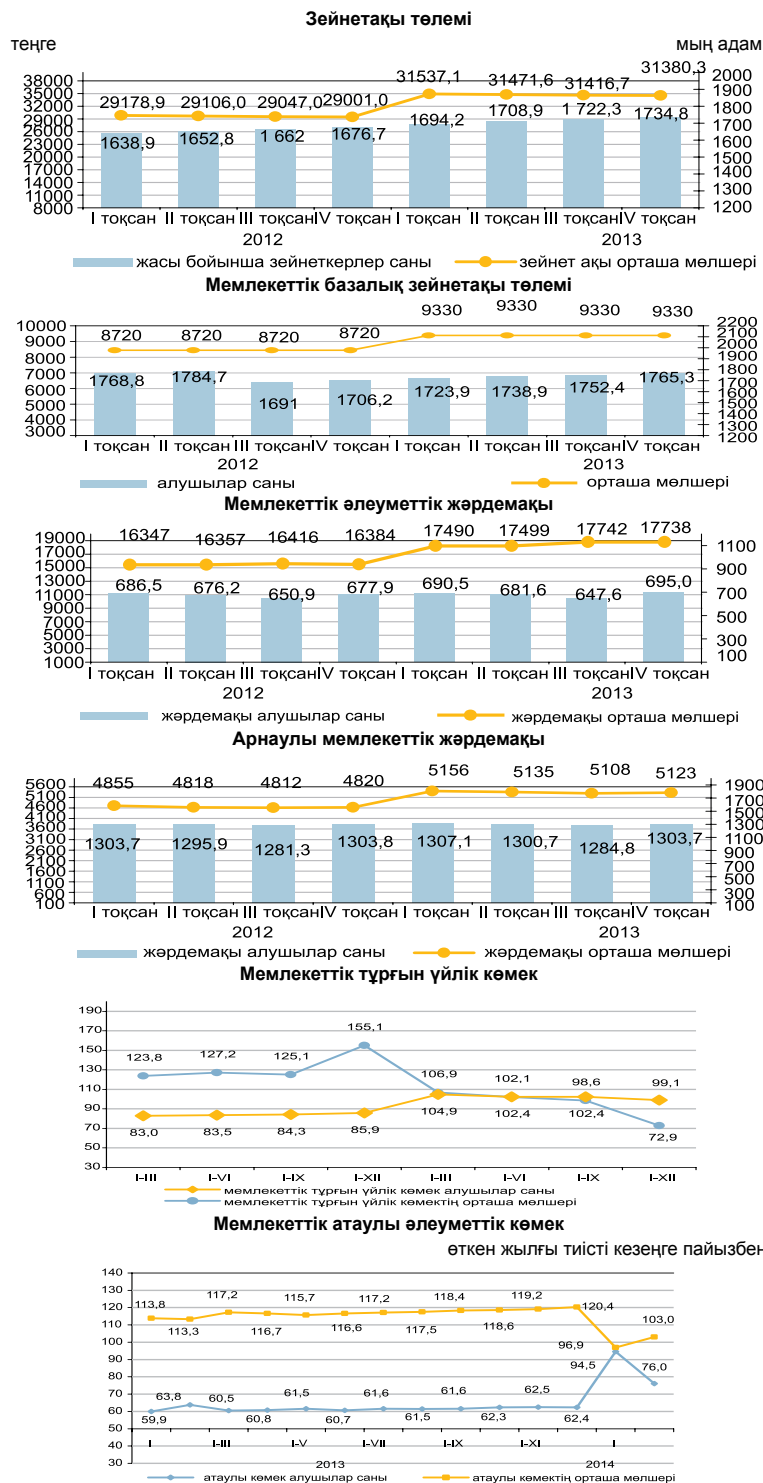 Зейнетақы төлемі
теңге мың адам
38000 35000 32000 29000 26000 23000 20000 17000 14000 11000 8000
29178,9 29106,0 29047,0 29001,0 31537,1 31471,6 31416,7 31380,3
1638,9 1652,8 1 662 1676,7 1694,2 1708,9 1 722,3 1734,8
2000 1900 1800 1700 1600 1500 1400 1300 1200
I тоқсан II тоқсан III тоқсан IV тоқсан I тоқсан II тоқсан III тоқсан IV тоқсан
2012 2013
жасы бойынша зейнеткерлер саны зейнет ақы орташа мөлшері
Мемлекеттік базалық зейнетақы төлемі
10000 9000 8000 7000 6000 5000 4000 3000
8720 8720 8720 8720 9330 9330 9330 9330
1768,8 1784,7 1691 1706,2 1723,9 1738,9 1752,4 1765,3
2200 2100 2000 1900 1800 1700 1600 1500 1400 1300 1200
I тоқсан II тоқсан III тоқсан IV тоқсан I тоқсан II тоқсан III тоқсан IV тоқсан
2012 2013
алушылар саны орташа мөлшері
Мемлекеттік әлеуметтік жәрдемақы
19000 17000 15000 13000 11000 9000 7000 5000 3000 1000
16347 16357 16416 16384 17490 17499 17742 17738
686,5 676,2 650,9 677,9 690,5 681,6 647,6 695,0
1100 900 700 500 300 100
I тоқсан II тоқсан III тоқсан IV тоқсан I тоқсан II тоқсан III тоқсан IV тоқсан
2012 2013
жәрдемақы алушылар саны жәрдемақы орташа мөлшері
Арнаулы мемлекеттік жәрдемақы
5600 5100 4600 4100 3600 3100 2600 2100 1600 1100 600 100
4855 4818 4812 4820 5156 5135 5108 5123
1303,7 1295,9 1281,3 1303,8 1307,1 1300,7 1284,8 1303,7
1900 1700 1500 1300 1100 900 700 500 300 100
I тоқсан II тоқсан III тоқсан IV тоқсан I тоқсан II тоқсан III тоқсан IV тоқсан
2012 2013
жәрдемақы алушылар саны жәрдемақы орташа мөлшері
Мемлекеттік тұрғын үйлік көмек
190 170 150 130 110 90 70 50 30
123,8 127,2 125,1 155,1 106,9 102,1 98,6 99,1
83,0 83,5 84,3 85,9 104,9 102,4 102,4 72,9
I-III I-VI I-IX I-XII I-III I-VI I-IX I-XII
мемлекеттік тұрғын үйлік көмек алушылар саны
мемлекеттік тұрғын үйлік көмектің орташа мөлшері
Мемлекеттік атаулы әлеуметтік көмек
өткен жылғы тиісті кезеңге пайызбен
140 130 120 110 100 90 80 70 60 50 40 30
113,8 117,2 115,7 117,2 118,4 119,2 120,4 103,0
113,3 116,7 116,6 117,5 118,6 96,9
94,5 76,0
63,8 60,5 61,5 61,6 61,6 62,5
59,9 60,8 60,7 61,5 62,3 62,4
I I-III I-V I-VII I-IX I-XI I
2013 2014
атаулы көмек алушылар саны атаулы көмектің орташа мөлшері